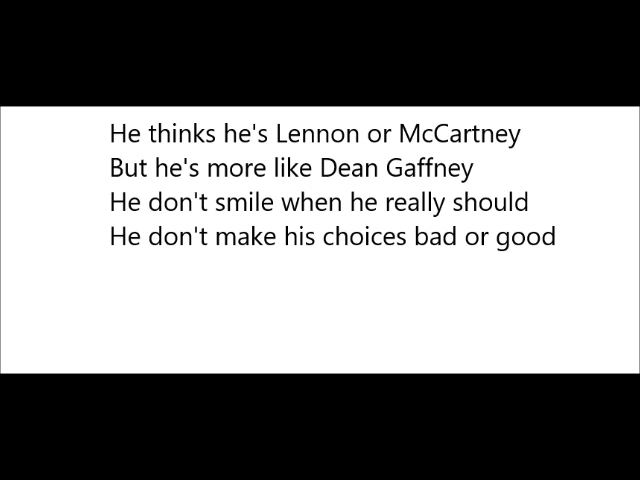 He thinks he's Lennon or McCartney
But he's more like Dean Gaffney
He don't smile when he really should
He don't make his choices bad or good